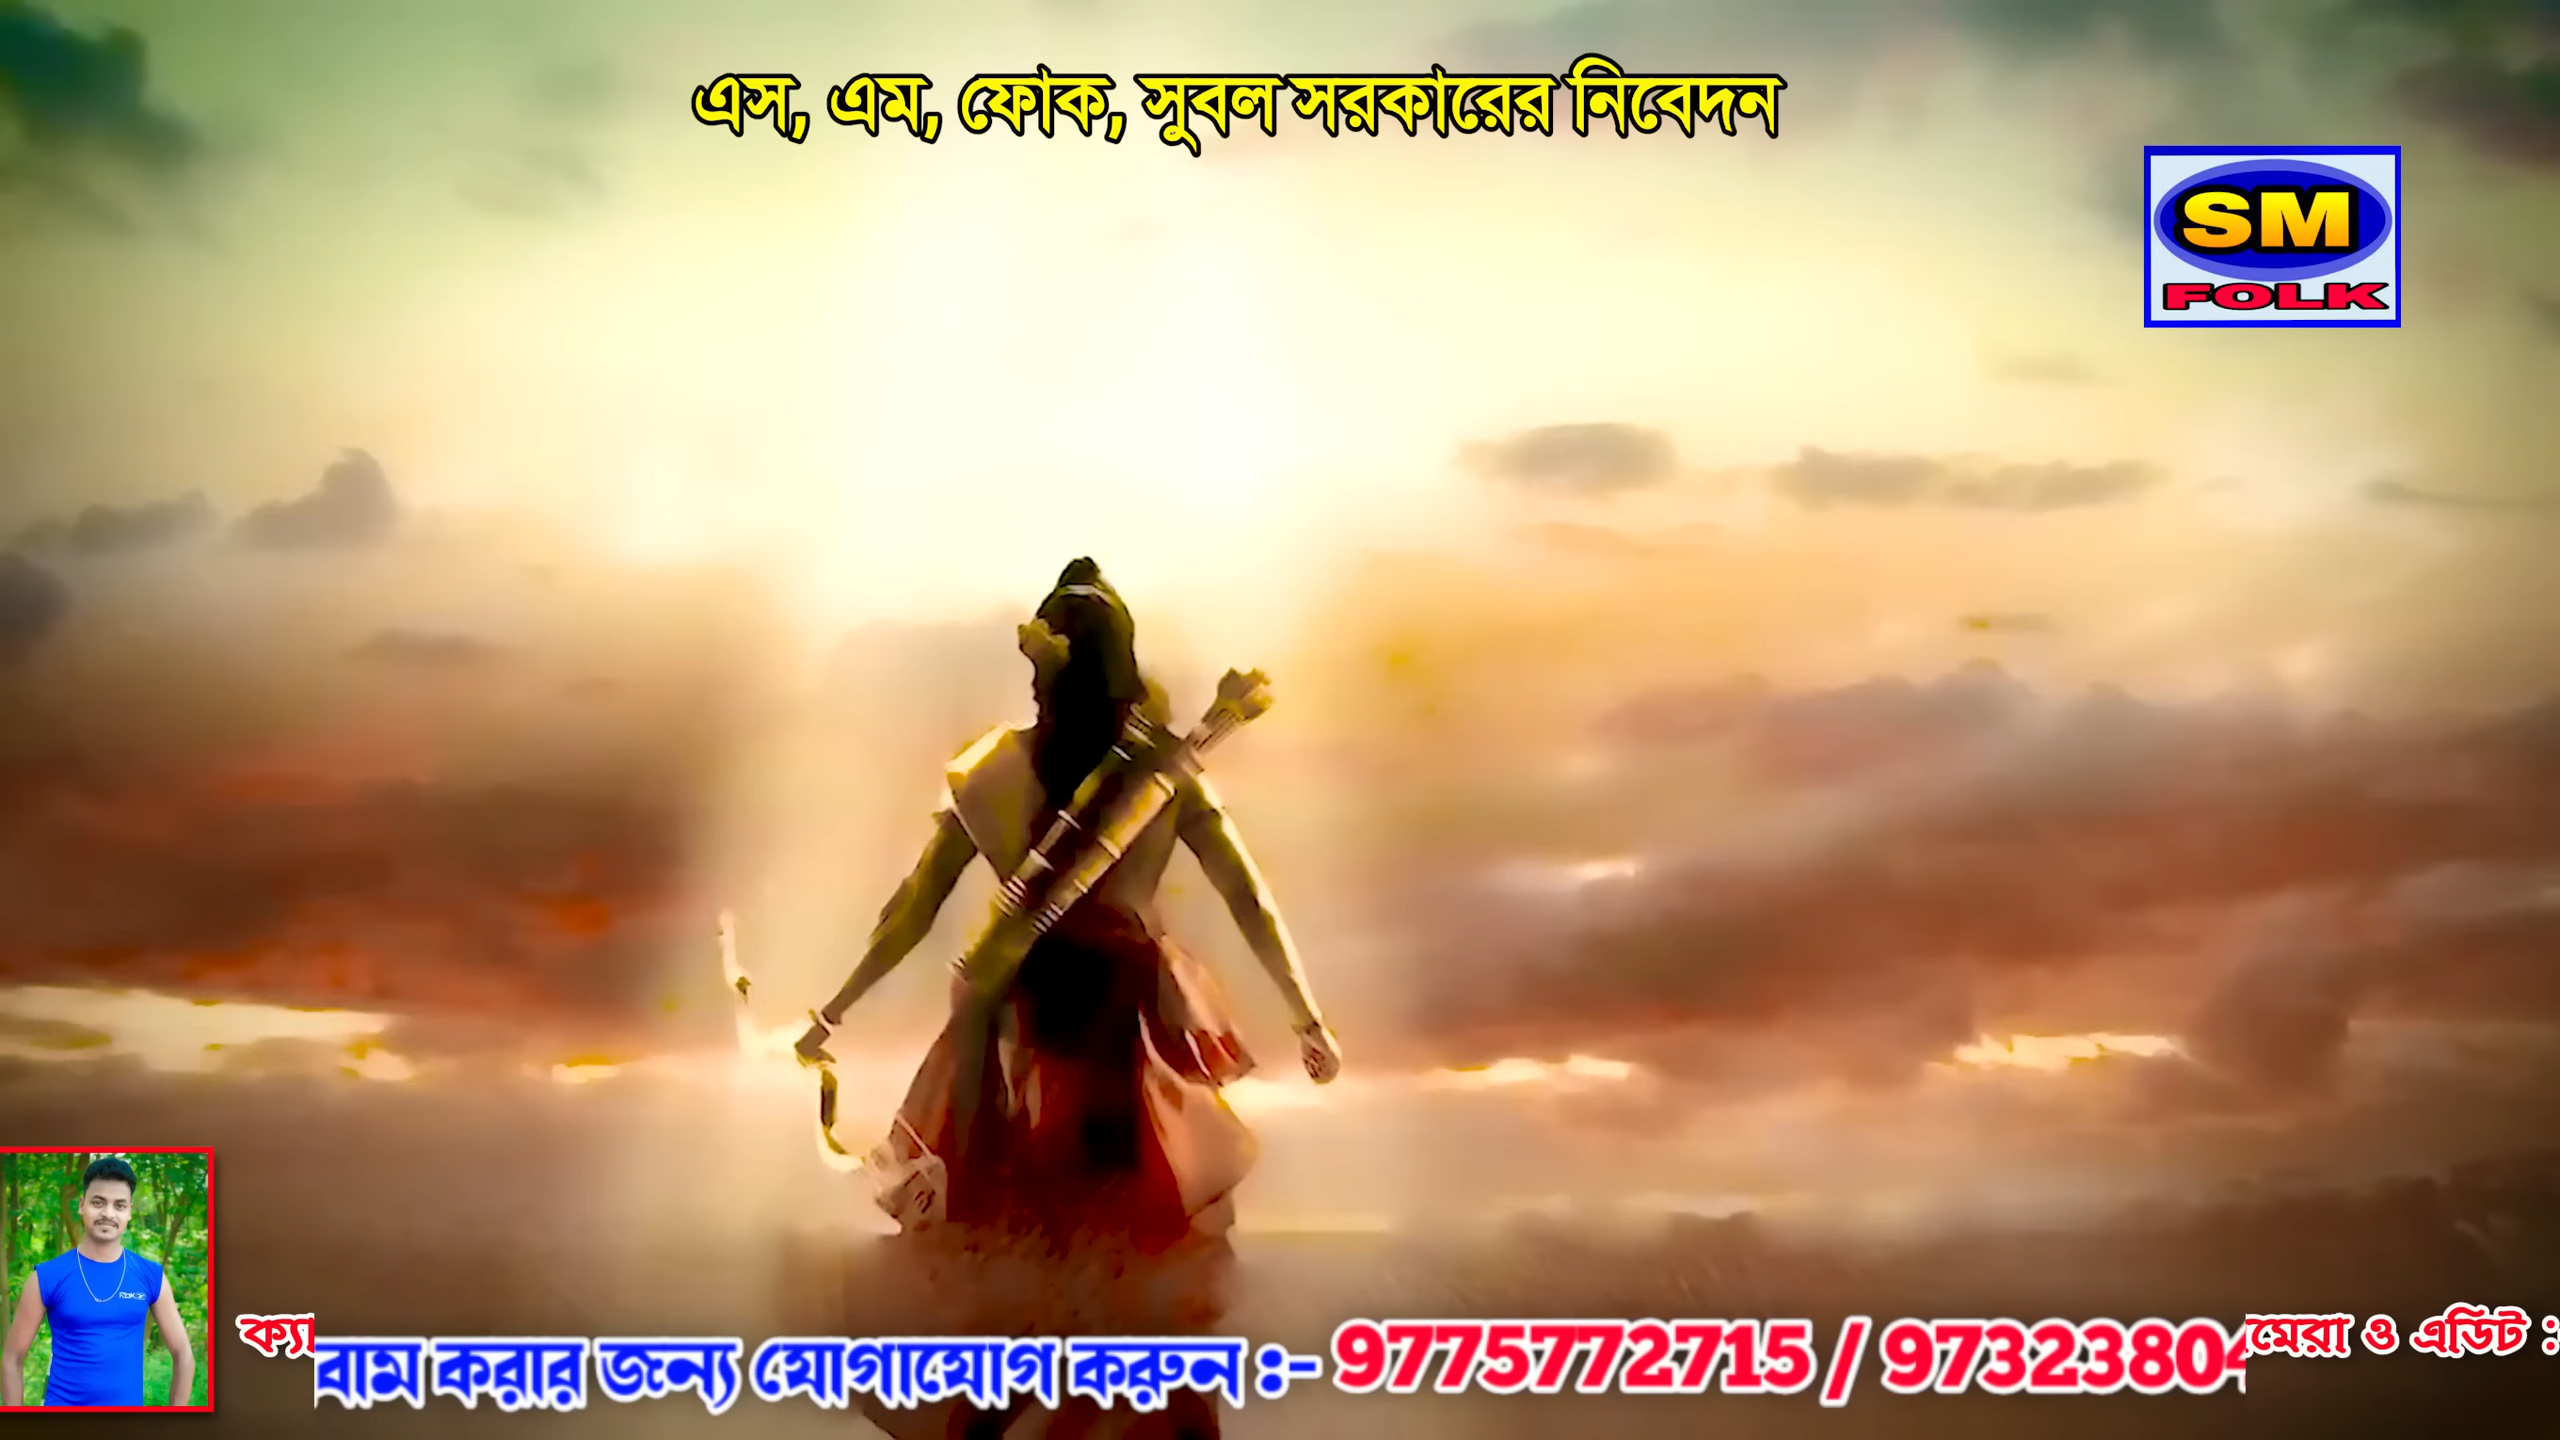 এস, এম, ফোক, সুবল সরকারের নিবেদন
SM
FOLK
করার জন্য যোগাযোগ করুন :- 9775772715 / 97323804
ও এডিট :